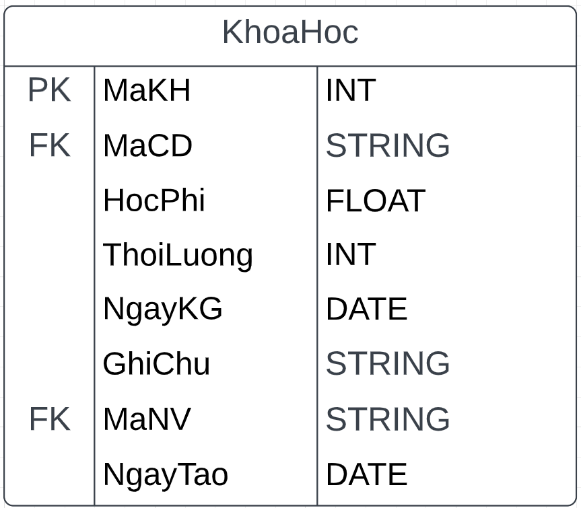 KhoaHoc
PK MaKH INT
FK MaCD STRING
HocPhi FLOAT
ThoiLuong INT
NgayKG DATE
GhiChu STRING
FK MaNV STRING
NgayTao DATE